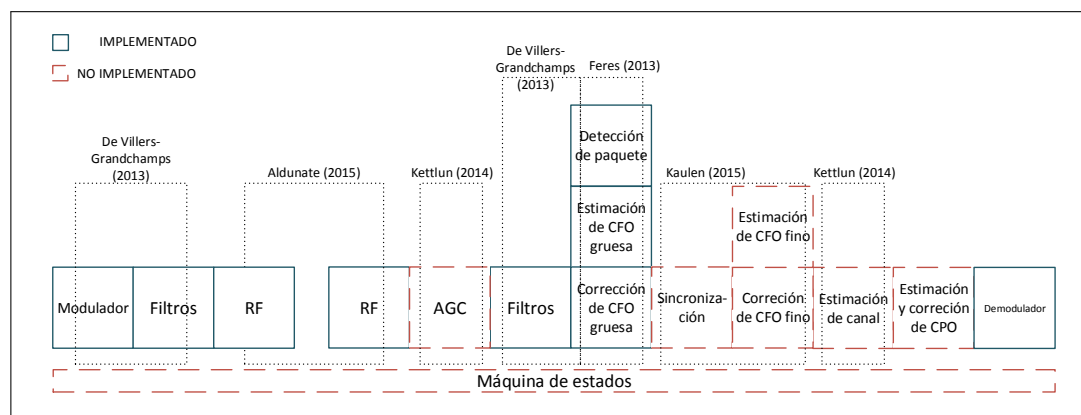 IMPLEMENTADO
NO IMPLEMENTADO
De Villers-
Grandchamps
(2013)
Feres (2013)
De Villers-
Grandchamps
(2013)
Aldunate (2015)
Kettlun (2014)
Kaulen (2015)
Kettlun (2014)
Detección
de paquete
Estimación
de CFO
gruesa
Estimación
de CFO fino
Modulador
Filtros
RF
RF
AGC
Filtros
Corrección
de CFO
gruesa
Sincroniza-
ción
Correción
de CFO fino
Estimación
de canal
Estimación
y correción
de CPO
Demodulador
Máquina de estados